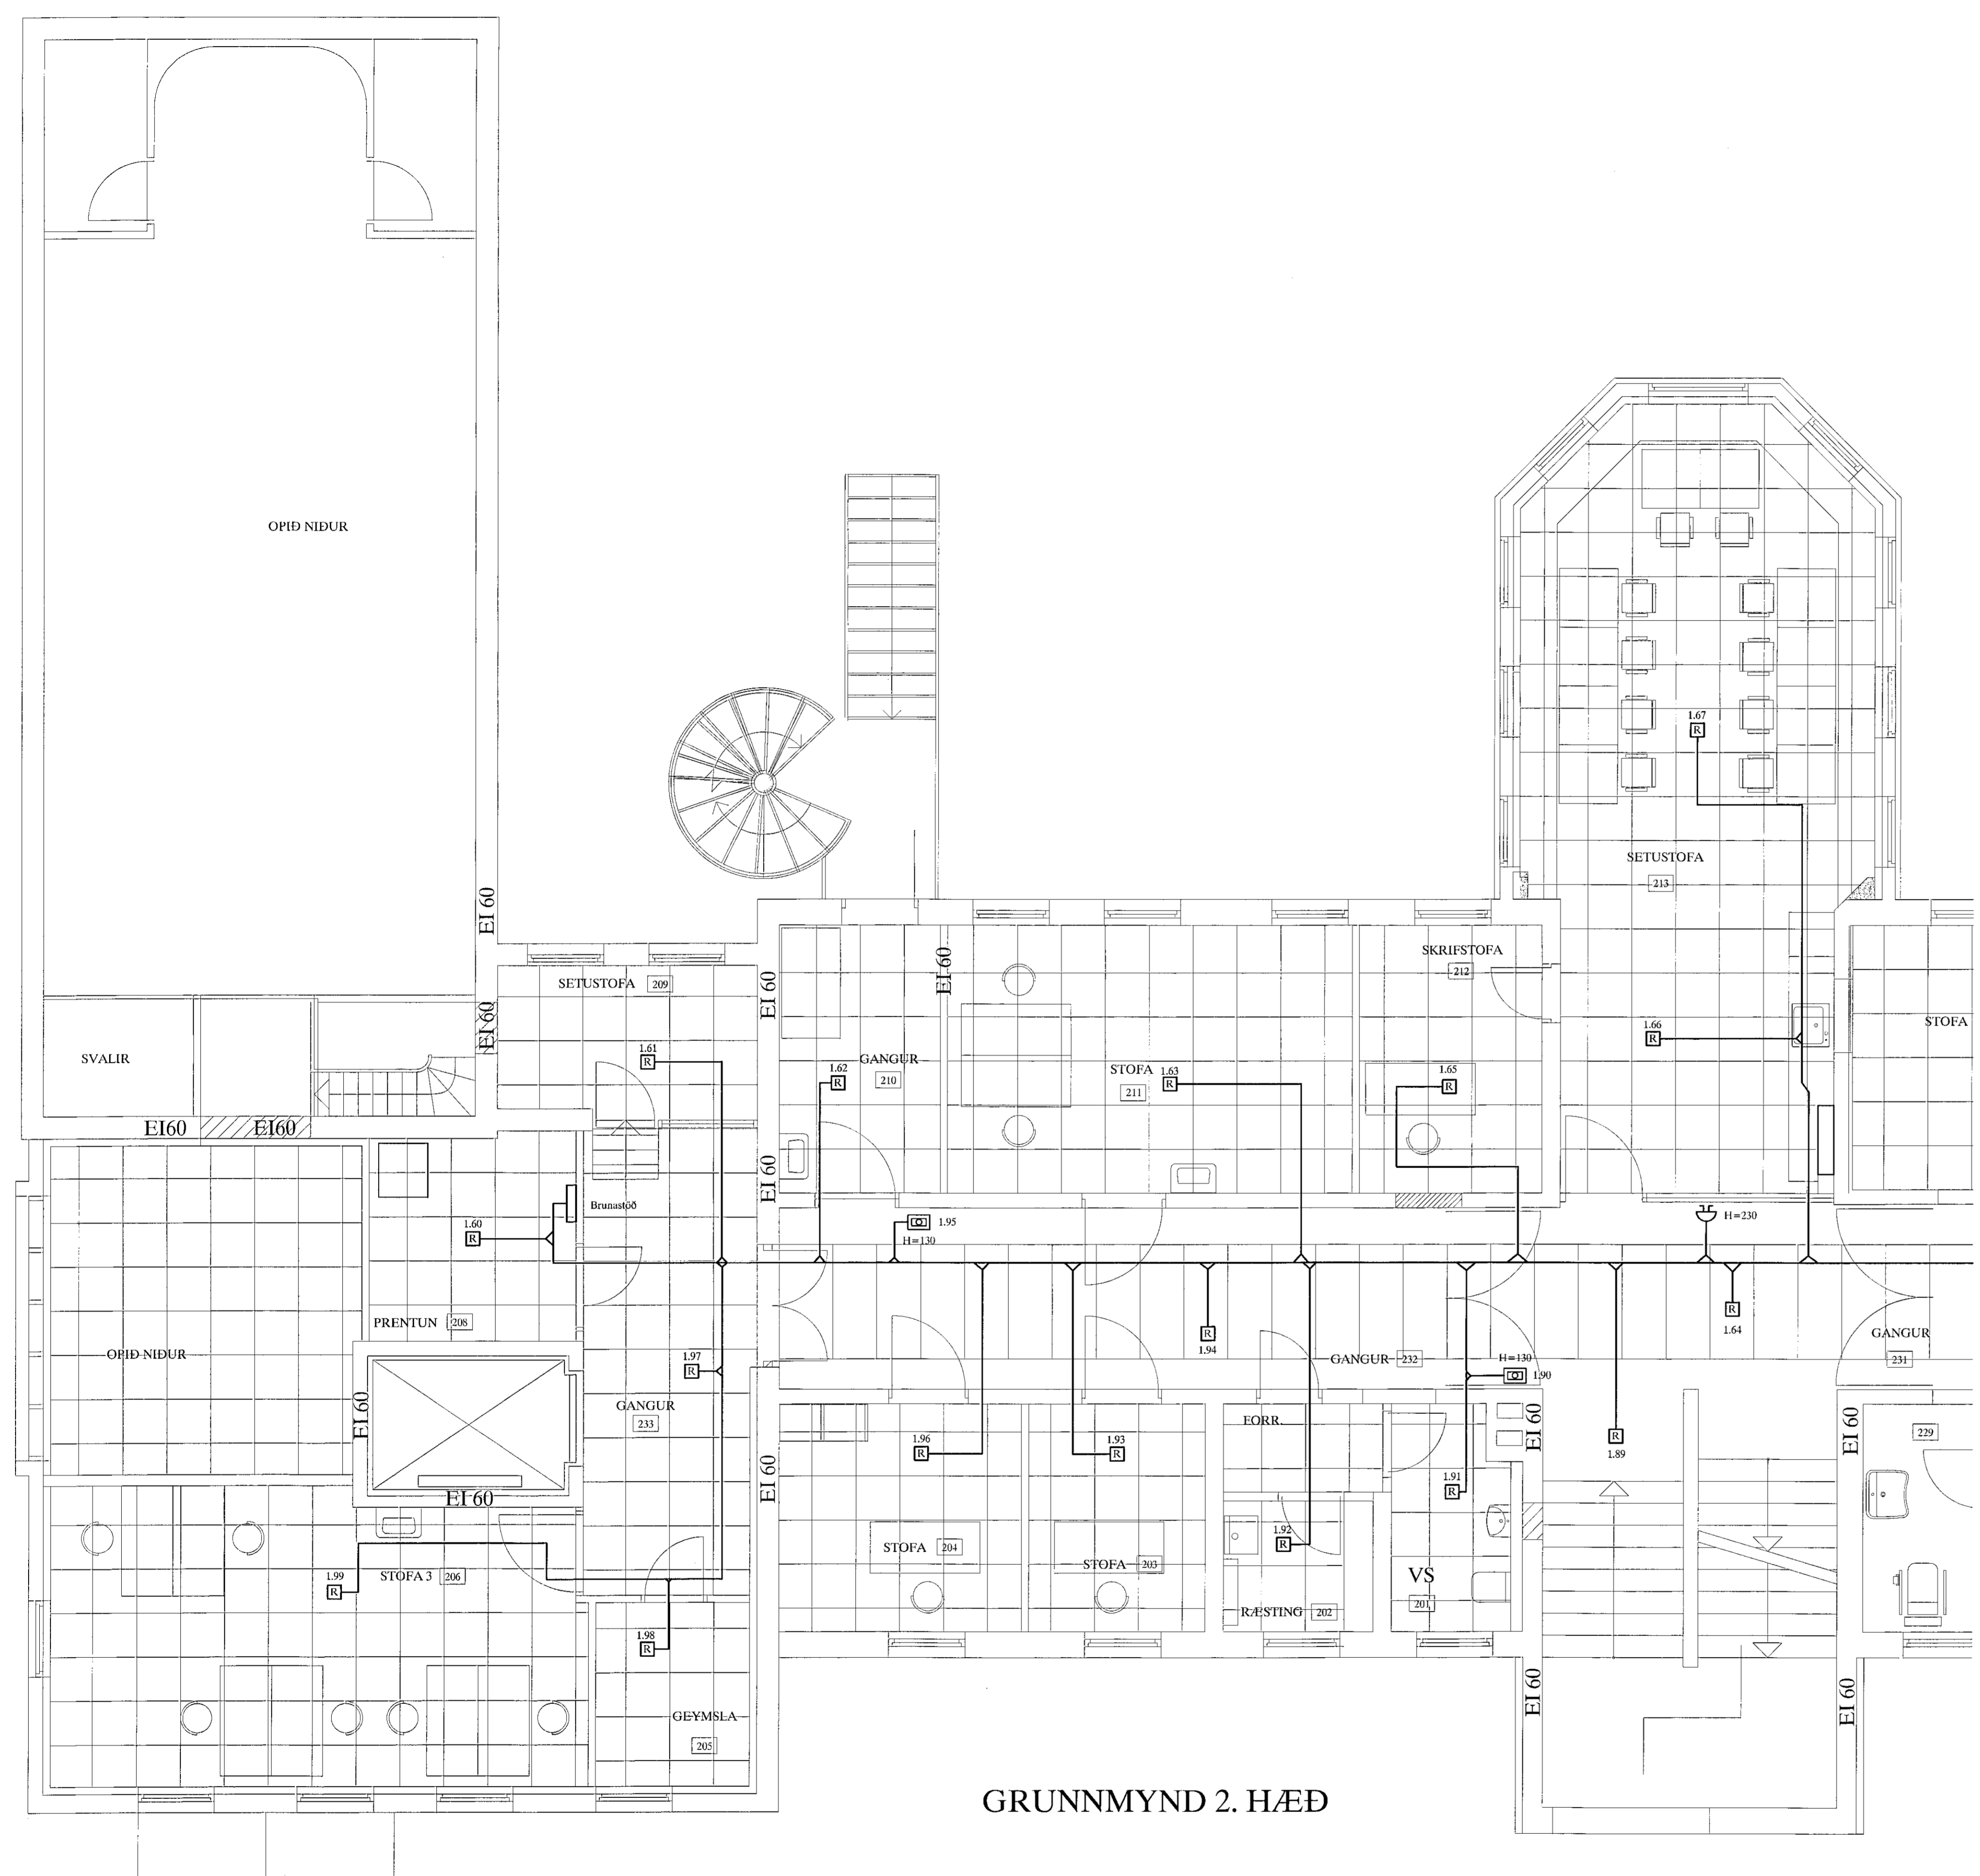 OPIÐ NIÐUR
1.67
R
SETUSTOFA
213
EI 60
SKRIFSTOFA
212
EI 60
EI 60
SETUSTOFA 209
EI 60
STOFA
1.66
R
SVALIR
1.61
R
GANGUR
210
1.62
R
STOFA
211
1.63
R
1.65
R
EI60
EI60
EI 60
Brunastöð
1.60
R
1.95
H=130
H=230
PRENTUN 208
1.64
R
GANGUR
231
OPIÐ NIÐUR
1.97
R
R
1.94
GANGUR 232
H=130
1.90
EI 60
GANGUR
233
FORR.
EI 60
EI 60
229
1.96
R
1.93
R
R
1.89
EI 60
1.91
R
EI 60
1.92
R
STOFA 204
STOFA 203
1.99
R
STOFA 3 206
VS
201
RÆSTING 202
1.98
R
EI 60
EI 60
GEYMSLA
205
GRUNNMYND 2. HÆÐ